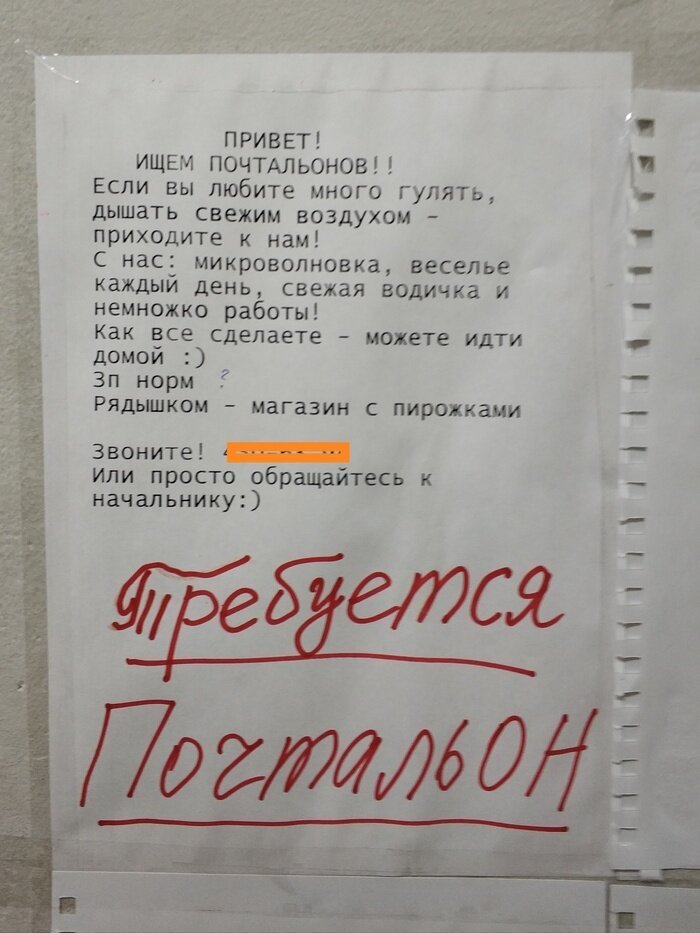 ПРИВЕТ!
ИЩЕМ ПОЧТАЛЬОНОВ!!
Если вы любите много гулять,
дышать свежим воздухом -
приходите к нам!
С нас: микроволновка, веселье
каждый день, свежая водичка и
немножко работы!
Как все сделаете - можете идти
домой :)
Зп норм ?
Рядышком - магазин с пирожками
Звоните!
Или просто обращайтесь к
начальнику:)
Требуется
ПочтальОН